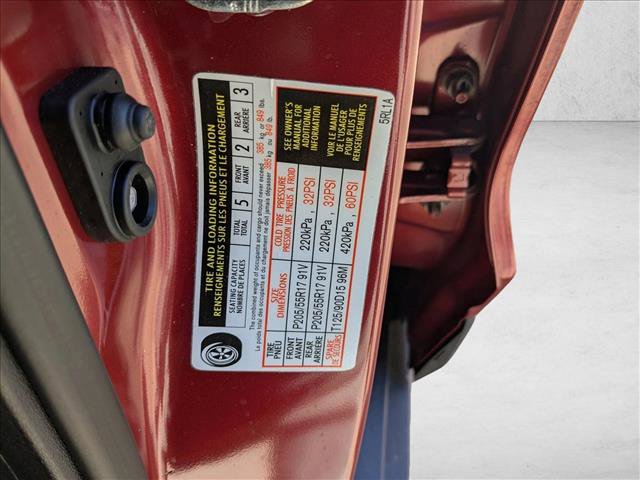 TIRE AND LOADING INFORMATION
RENSEIGNEMENTS SUR LES PNEUS ET LE CHARGEMENT
SEATING CAPACITY
NOMBRE DE PLACES
TOTAL
TOTAL
5
FRONT
AVANT
2
REAR
ARRIÈRE
3
The combined weight of occupants and cargo should never exceed 385 kg or 849 lbs.
Le poids total des occupants et du chargement ne doit jamais dépasser 385 kg ou 849 lb.
TIRE
PNEU
SIZE
DIMENSIONS
COLD TIRE PRESSURE
PRESSION DES PNEUS À FROID
FRONT
AVANT
P205/55R17 91V
220kPa , 32PSI
REAR
ARRIÈRE
P205/55R17 91V
220kPa , 32PSI
SPARE
DE SECOURS
T125/90D15 96M
420kPa , 60PSI
SEE OWNER'S
MANUAL FOR
ADDITIONAL
INFORMATION
VOIR LE MANUEL
DE L'USAGER
POUR PLUS DE
RENSEIGNEMENTS
5RL1A